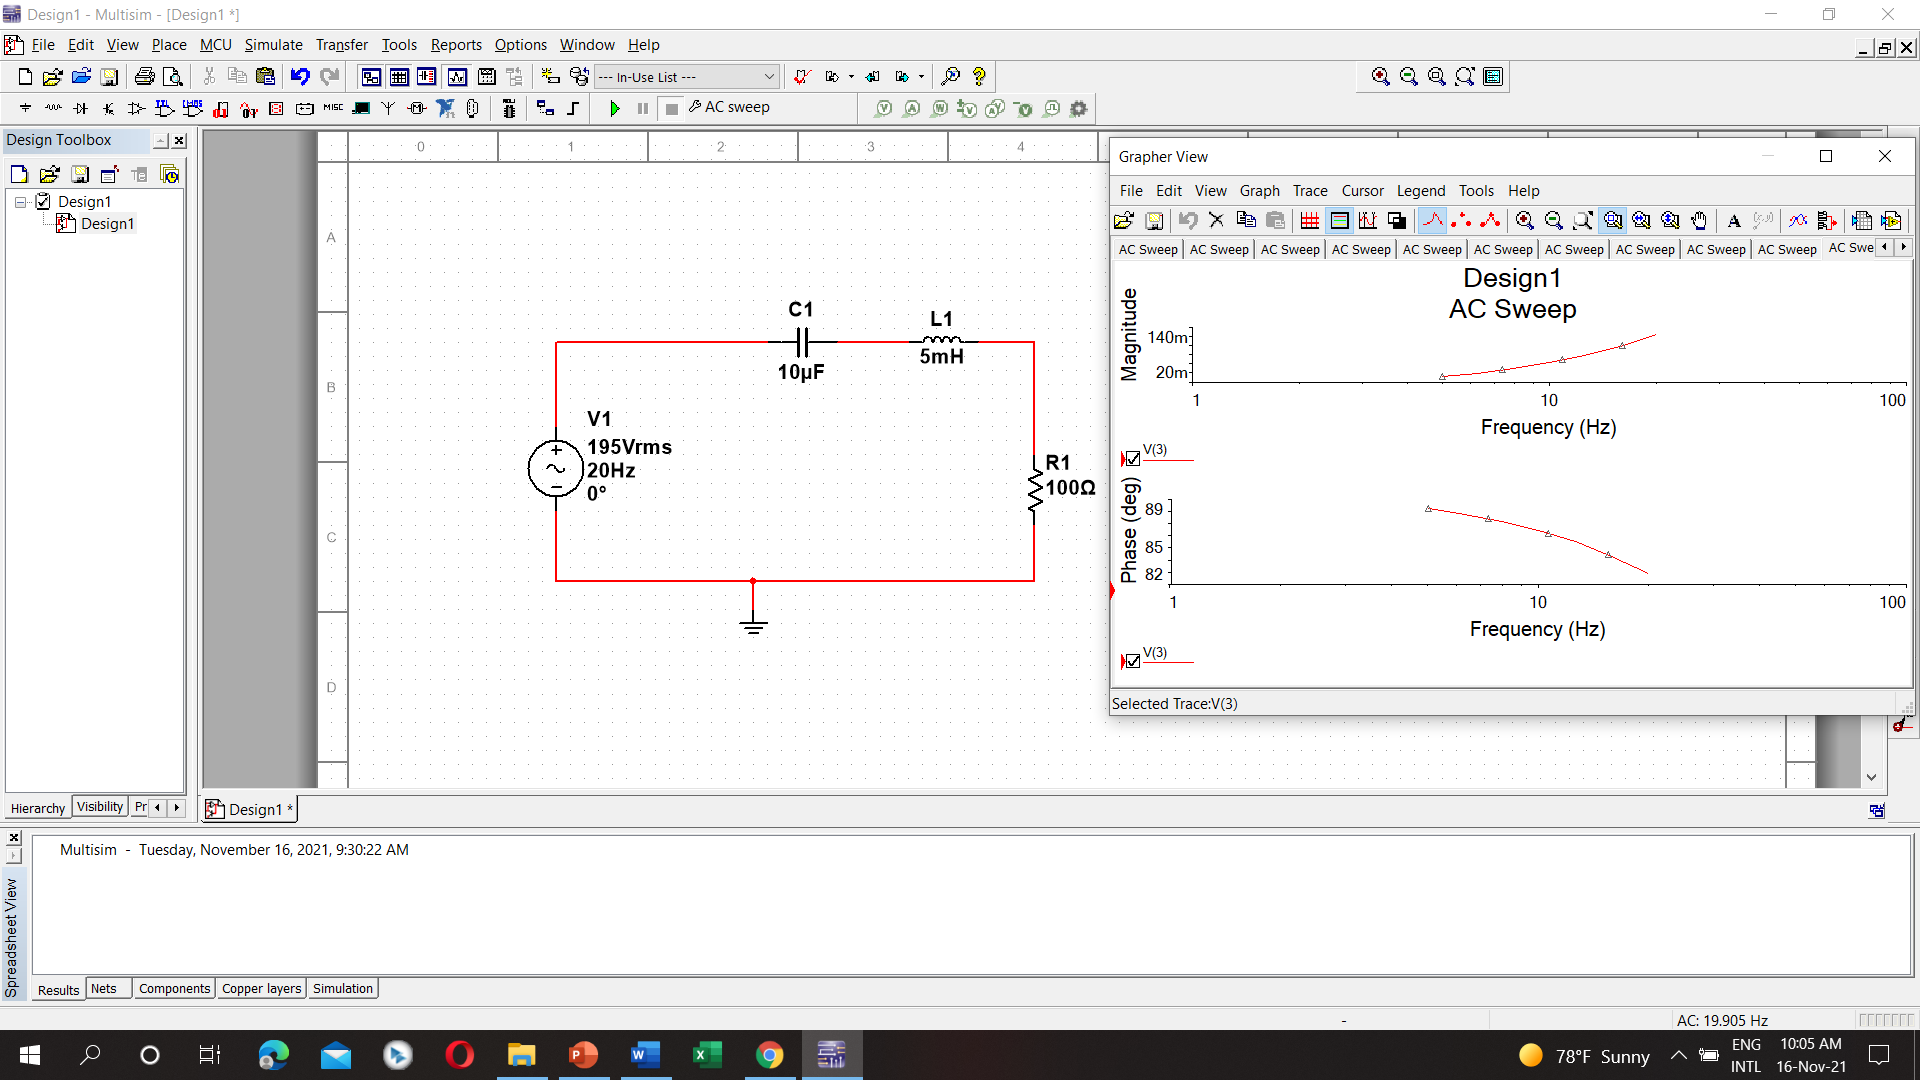 Design1 - Multisim - [Design1 *]
File Edit View Place MCU Simulate Transfer Tools Reports Options Window Help
--- In-Use List ---
MISC
AC sweep
Design Toolbox
Design1
Design1
Hierarchy Visibility Pr
0 1 2 3 4
A
B
C
D
C1
10µF
L1
5mH
V1
195Vrms
20Hz
0°
R1
100Ω
Design1 *
Grapher View
File Edit View Graph Trace Cursor Legend Tools Help
AC Sweep AC Sweep AC Sweep AC Sweep AC Sweep AC Sweep AC Sweep AC Sweep AC Sweep AC Sweep AC Swe
Design1
AC Sweep
Magnitude
140m
20m
1 10 100
Frequency (Hz)
V(3)
Phase (deg)
89
85
82
1 10 100
Frequency (Hz)
V(3)
Selected Trace:V(3)
Spreadsheet View
Multisim - Tuesday, November 16, 2021, 9:30:22 AM
Results Nets Components Copper layers Simulation
- AC: 19.905 Hz
78°F Sunny
ENG
INTL
10:05 AM
16-Nov-21